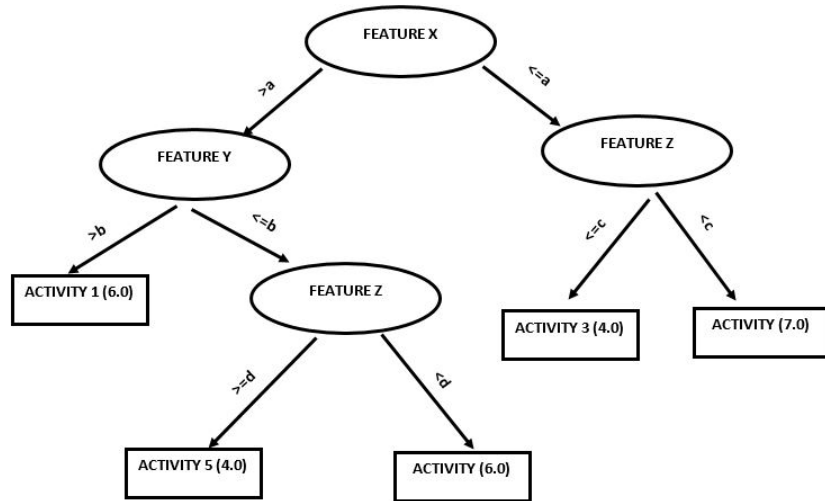 FEATURE X
>a
<=a
FEATURE Y
FEATURE Z
>b
<=b
<=c
<c
ACTIVITY 1 (6.0)
FEATURE Z
ACTIVITY 3 (4.0)
ACTIVITY (7.0)
>=d
<d
ACTIVITY 5 (4.0)
ACTIVITY (6.0)